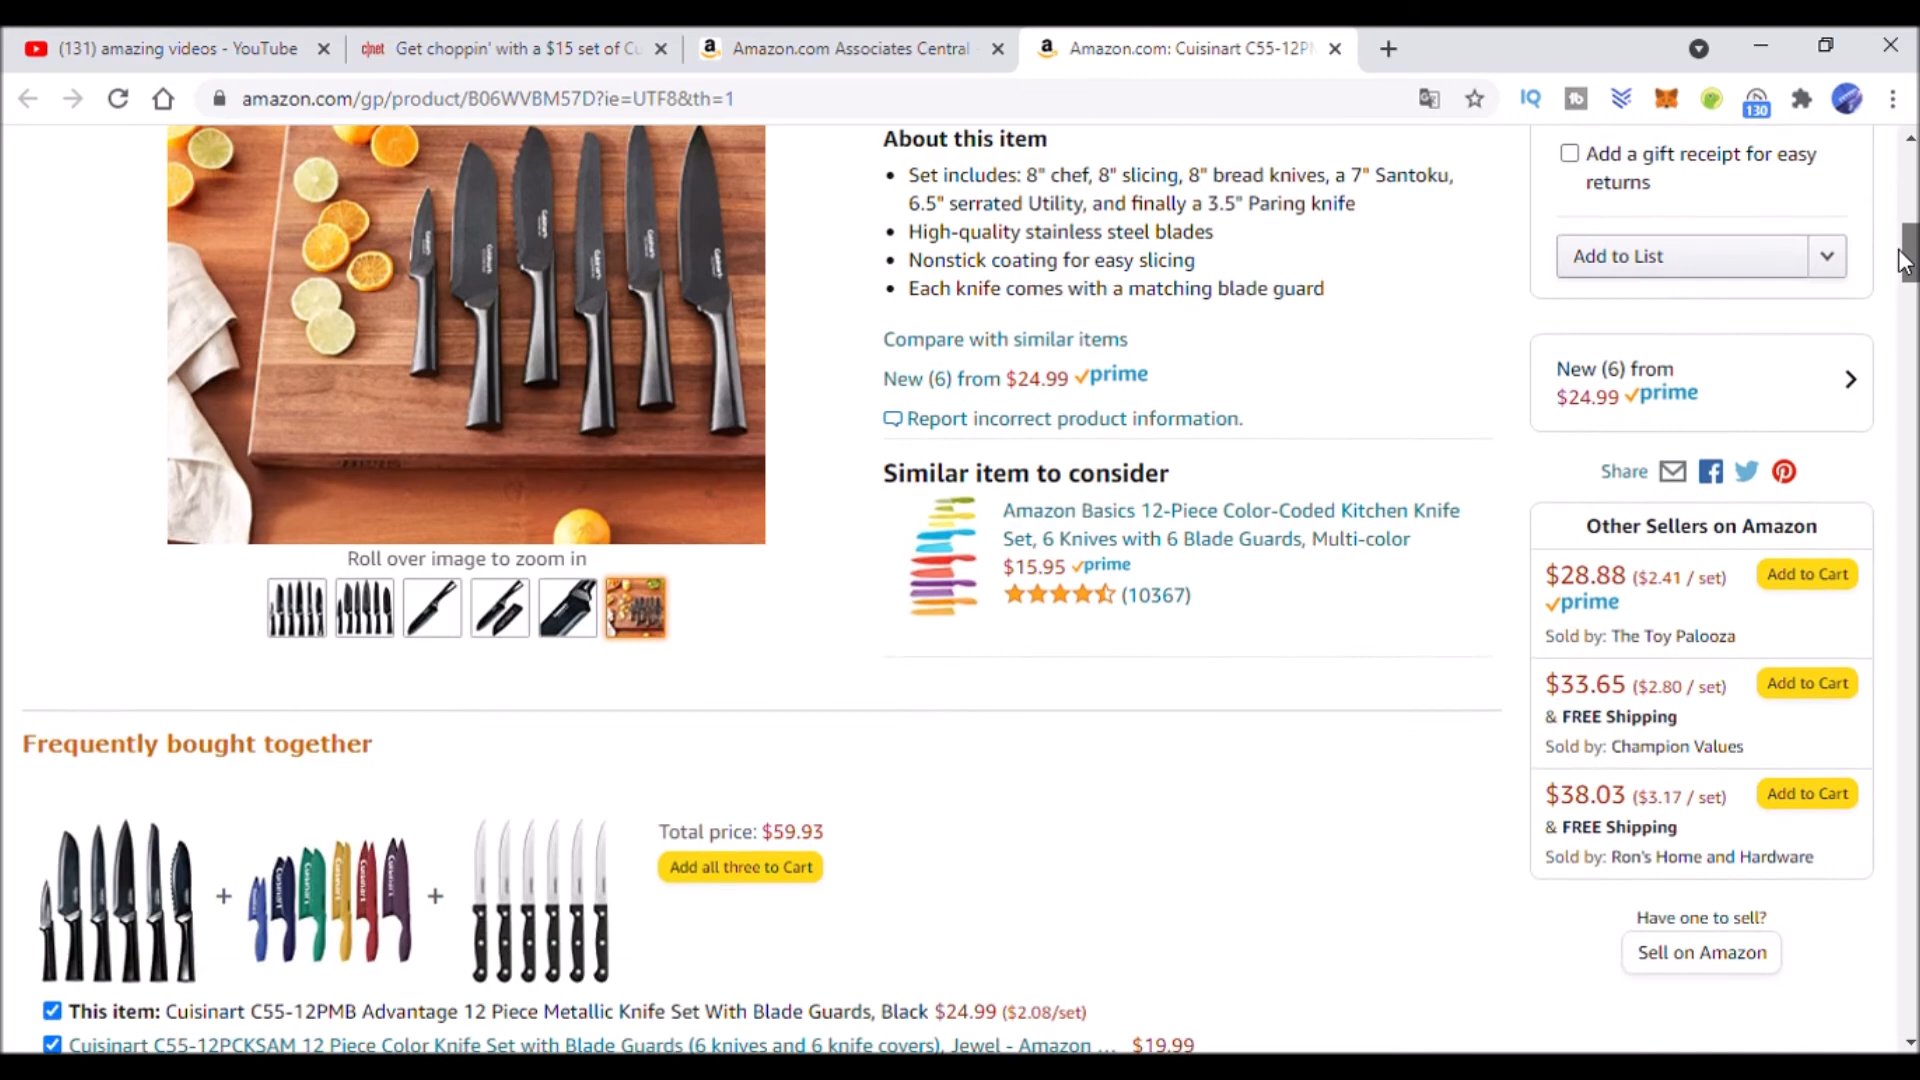 (131) amazing videos - YouTube
Get choppin' with a $15 set of Cu
Amazon.com Associates Central
Amazon.com: Cuisinart C55-12PM
amazon.com/gp/product/B06WVBM57D?ie=UTF8&th=1
130
About this item
Set includes: 8" chef, 8" slicing, 8" bread knives, a 7" Santoku,
6.5" serrated Utility, and finally a 3.5" Paring knife
High-quality stainless steel blades
Nonstick coating for easy slicing
Each knife comes with a matching blade guard
Compare with similar items
New (6) from $24.99 prime
Report incorrect product information.
Similar item to consider
Amazon Basics 12-Piece Color-Coded Kitchen Knife
Set, 6 Knives with 6 Blade Guards, Multi-color
$15.95 prime
(10367)
Roll over image to zoom in
Add a gift receipt for easy
returns
Add to List
New (6) from
$24.99 prime
Share
Other Sellers on Amazon
$28.88 ($2.41 / set) Add to Cart
prime
Sold by: The Toy Palooza
$33.65 ($2.80 / set) Add to Cart
& FREE Shipping
Sold by: Champion Values
$38.03 ($3.17 / set) Add to Cart
& FREE Shipping
Sold by: Ron's Home and Hardware
Have one to sell?
Sell on Amazon
Frequently bought together
+
+
Total price: $59.93
Add all three to Cart
This item: Cuisinart C55-12PMB Advantage 12 Piece Metallic Knife Set With Blade Guards, Black $24.99 ($2.08/set)
Cuisinart C55-12PCKSAM 12 Piece Color Knife Set with Blade Guards (6 knives and 6 knife covers), Jewel - Amazon ... $19.99